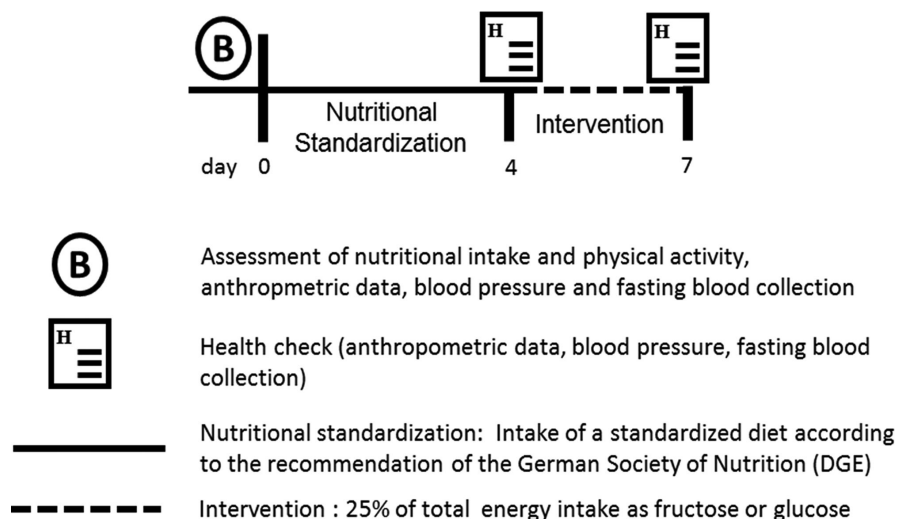 B
H
H
Nutritional
Standardization
Intervention
day 0 4 7
B
Assessment of nutritional intake and physical activity,
anthropmetric data, blood pressure and fasting blood collection
H
Health check (anthropometric data, blood pressure, fasting blood
collection)
Nutritional standardization: Intake of a standardized diet according
to the recommendation of the German Society of Nutrition (DGE)
Intervention : 25% of total energy intake as fructose or glucose